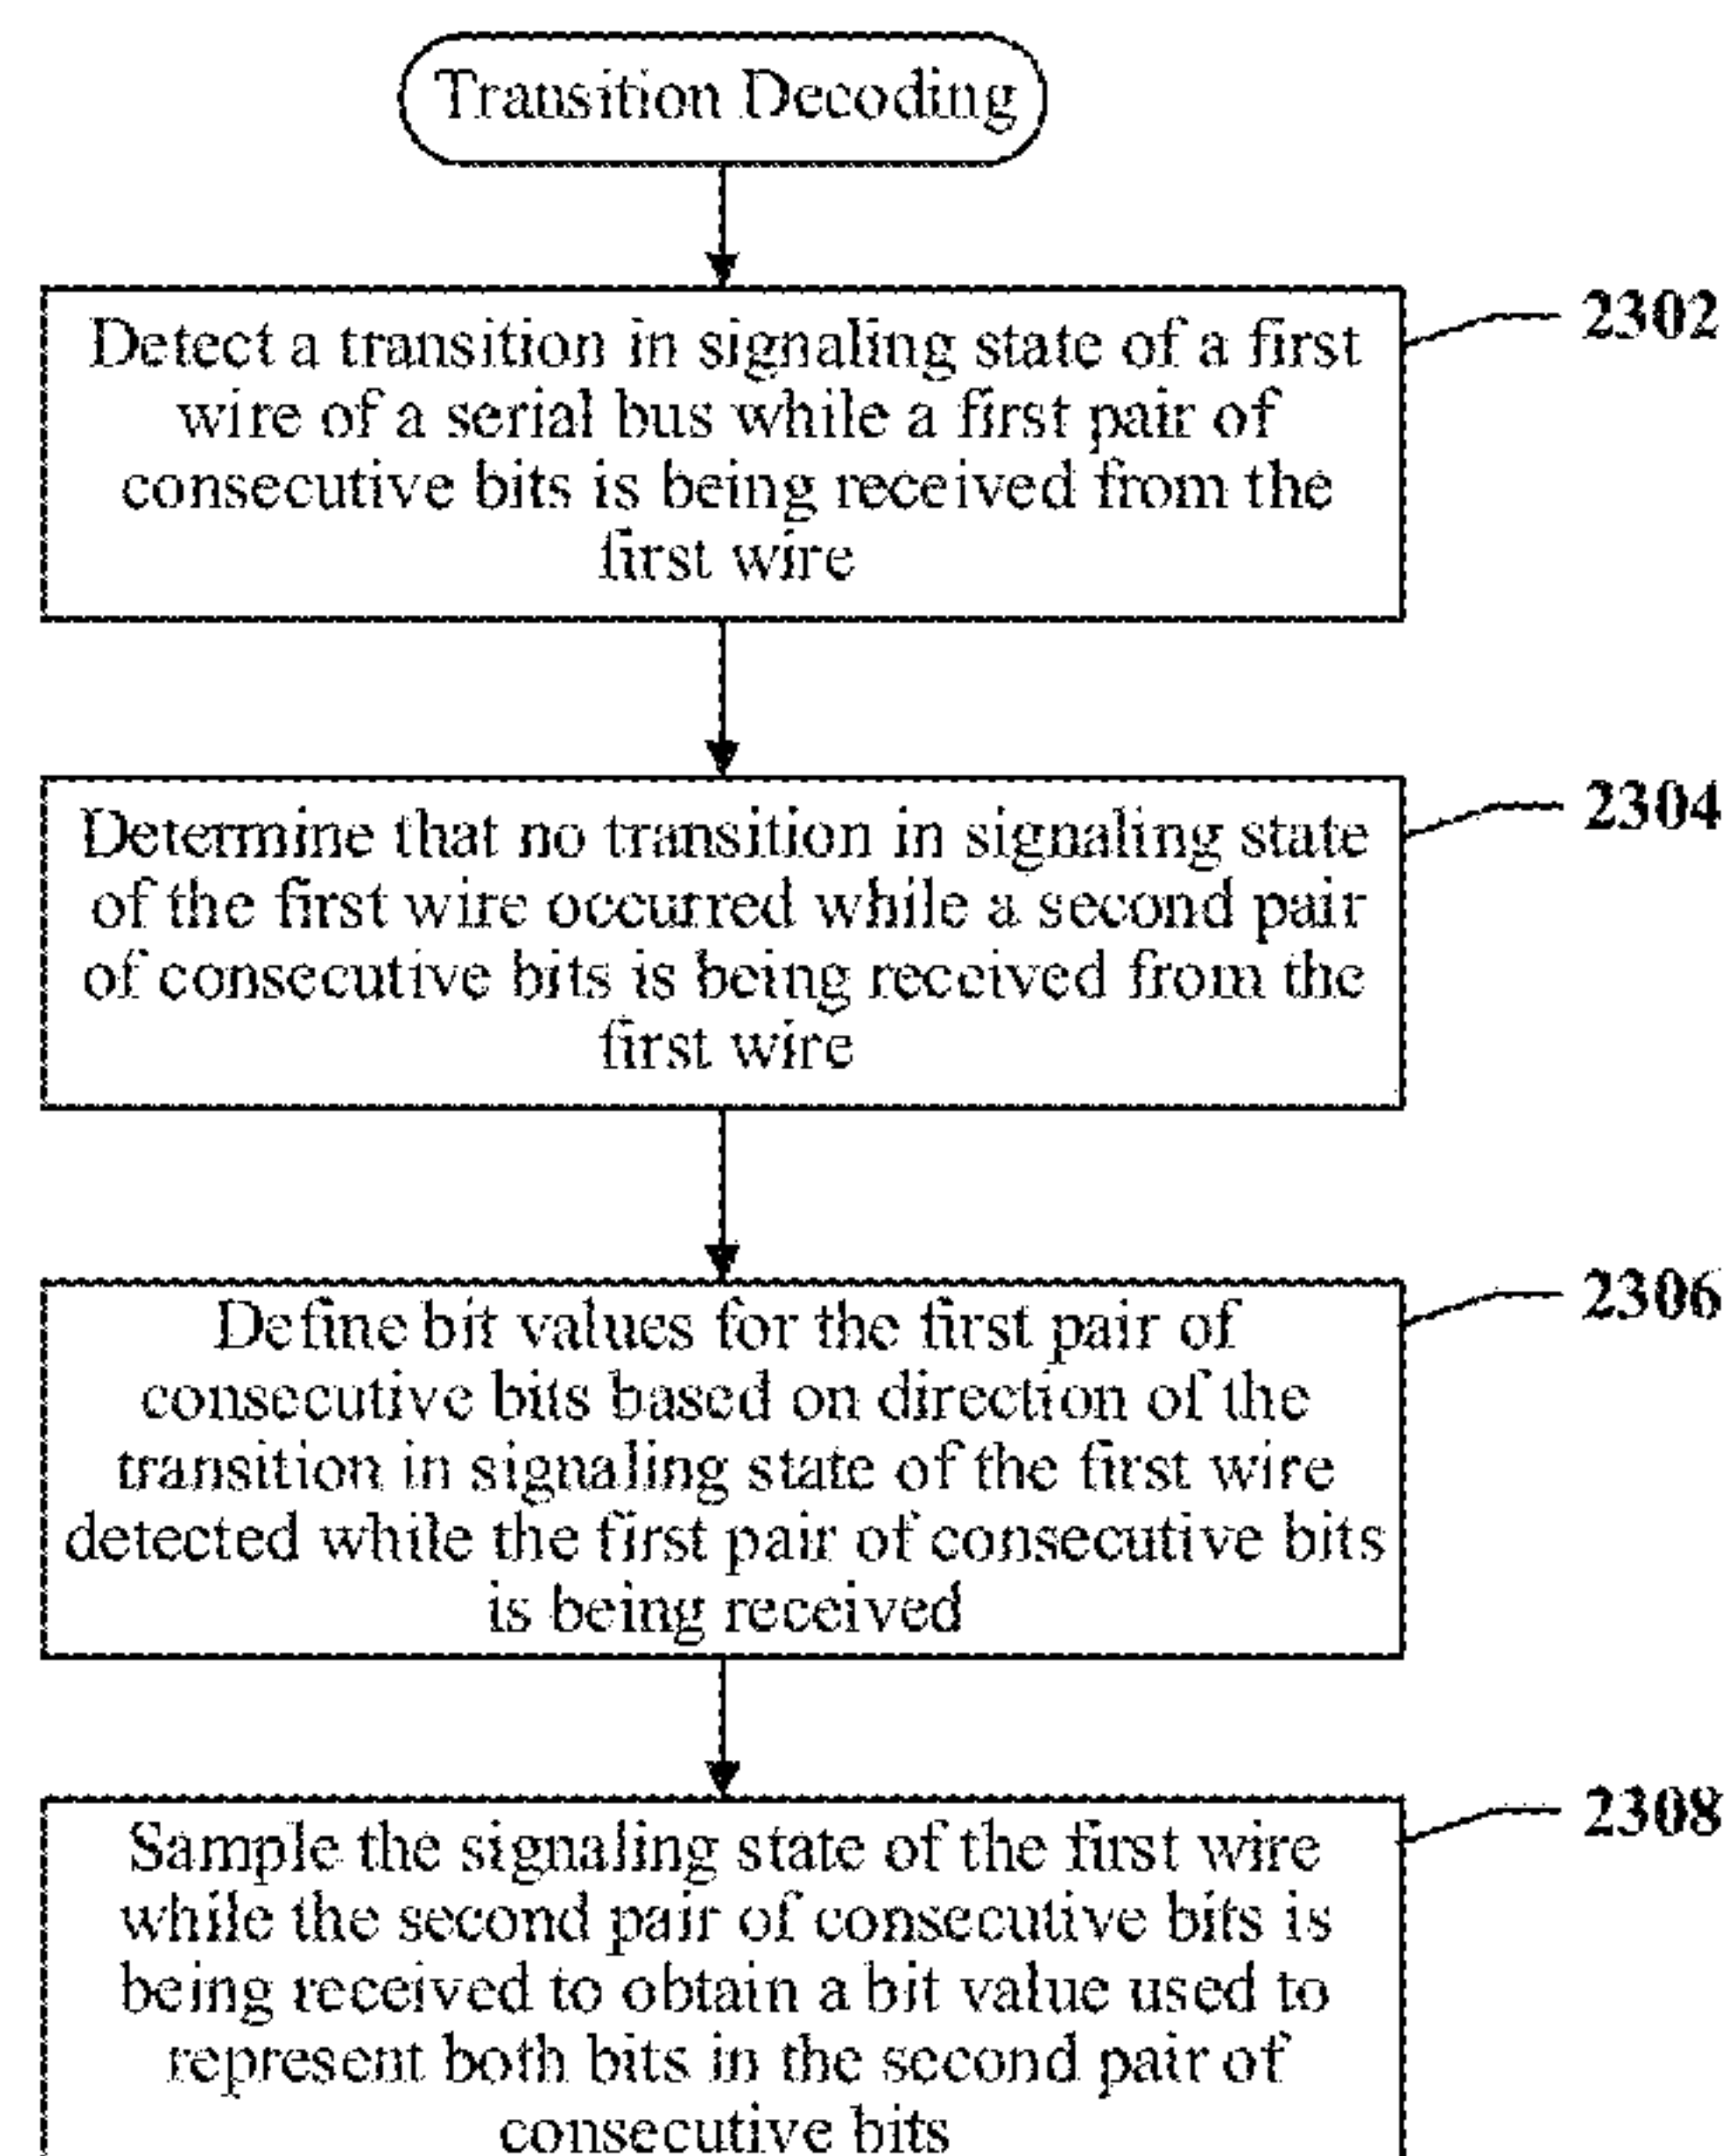 Transition Decoding
2302
Detect a transition in signaling state of a first
wire of a serial bus while a first pair of
consecutive bits is being received from the
first wire
2304
Determine that no transition in signaling state
of the first wire occurred while a second pair
of consecutive bits is being received from the
first wire
2306
Define bit values for the first pair of
consecutive bits based on direction of the
transition in signaling state of the first wire
detected while the first pair of consecutive bits
is being received
2308
Sample the signaling state of the first wire
while the second pair of consecutive bits is
being received to obtain a bit value used to
represent both bits in the second pair of
consecutive bits